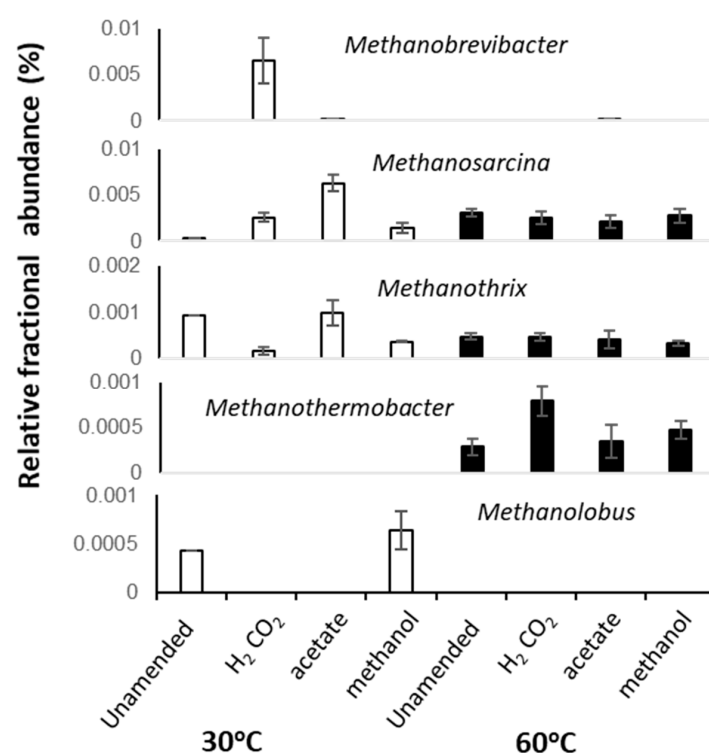 Relative fractional abundance (%)
0.01
0.005
0
Methanobrevibacter
0.01
0.005
0
Methanosarcina
0.002
0.001
0
Methanothrix
0.001
0.0005
0
Methanothermobacter
0.001
0.0005
0
Methanolobus
Unamended
H₂ CO₂
acetate
methanol
Unamended
H₂ CO₂
acetate
methanol
30°C
60°C